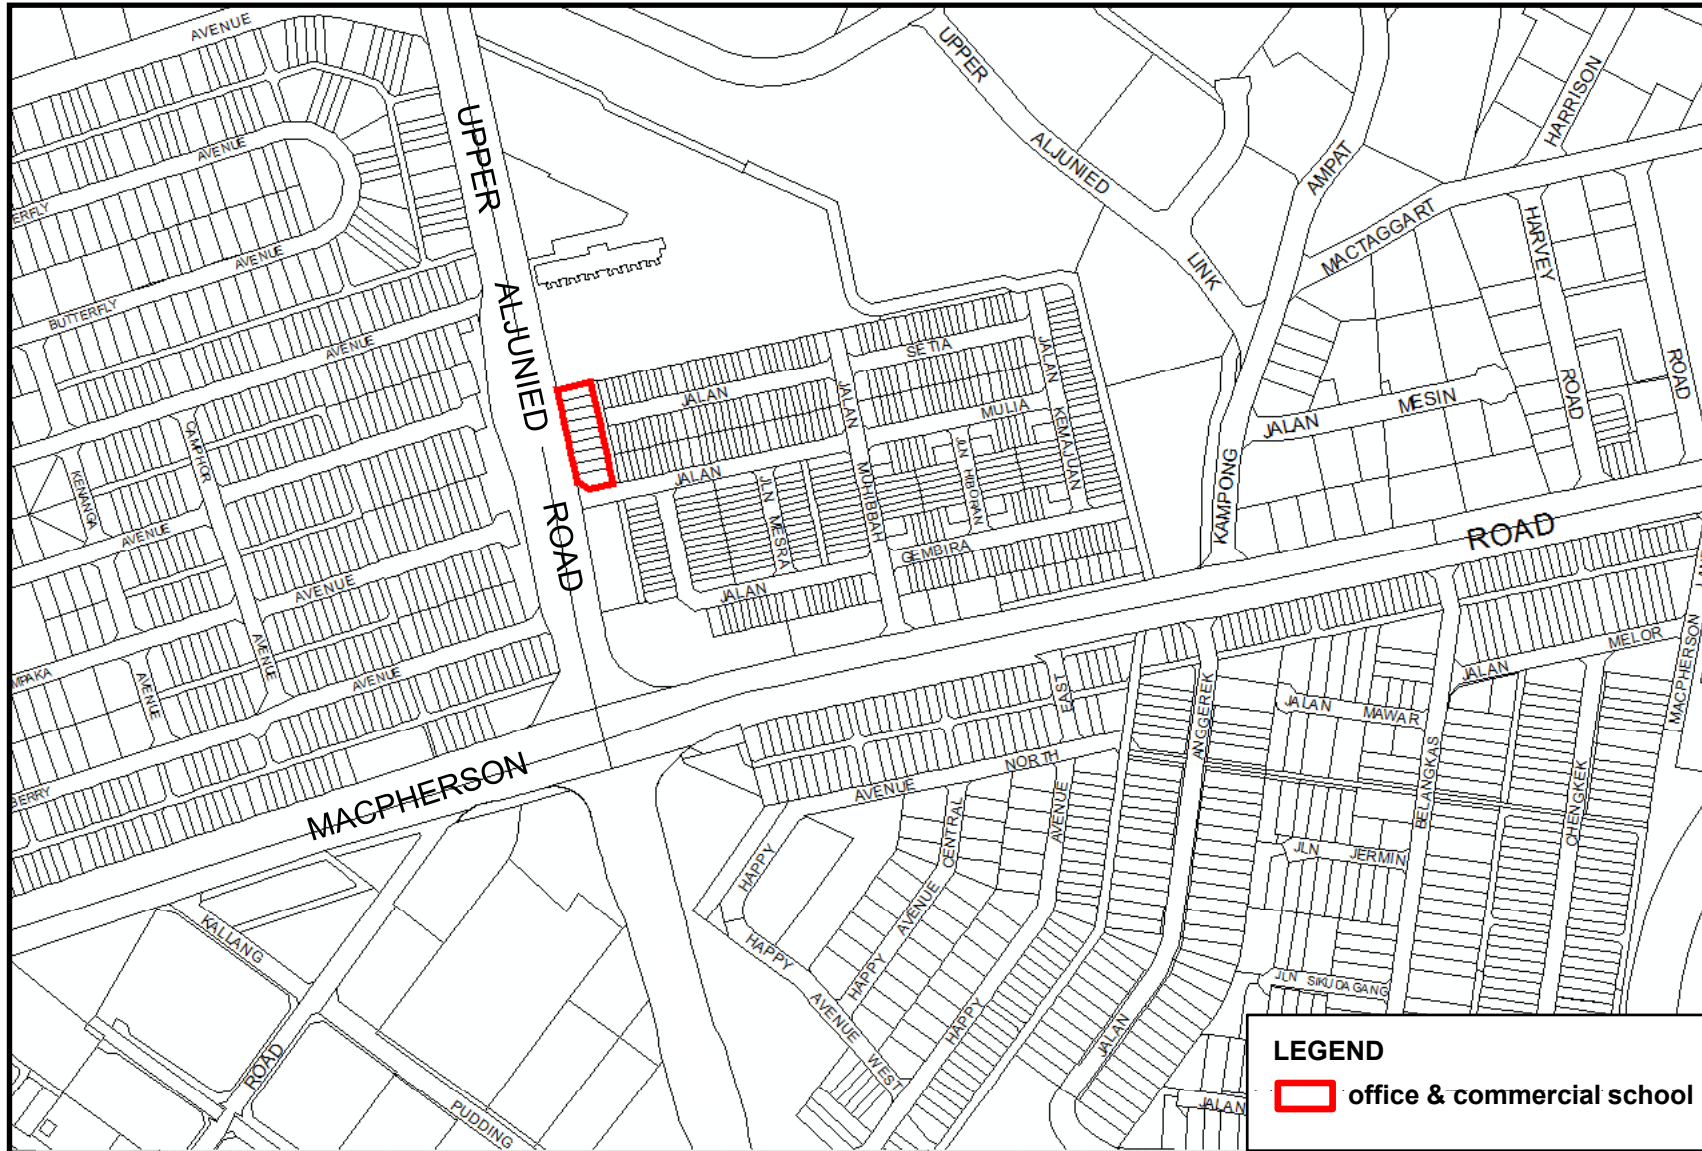 AVENUE
UPPER
ALJUNIED
ROAD
AVENUE
ERFLY
AVENUE
BUTTERFLY
AVENUE
UPPER
ALJUNIED
LINK
AMPAT
KAMPONG
HARRISON
MACTAGGART
HARVEY
ROAD
ROAD
JALAN
MESIN
SETIA
JALAN
JALAN
MULIA
JALAN
JALAN
MUHIBBAH
KEMAJUAN
JLN
HIBORAN
JLN
MESRA
GEMBIRA
JALAN
CAMPHOR
AVENUE
KENANGA
AVENUE
AVENUE
AVENUE
MPAKA
AVENUE
BERRY
MACPHERSON
ROAD
EAST
NORTH
AVENUE
HAPPY
AVENUE
CENTRAL
AVENUE
HAPPY
HAPPY
AVENUE
WEST
HAPPY
ANGGEREK
JALAN
JALAN
MAWAR
JALAN
MELOR
MACPHERSON
BELANGKAS
CHENGKEK
JLN
JERMIN
JLN
SIKUDAGANG
JALAN
KALLANG
ROAD
PUDDING
LEGEND
office & commercial school